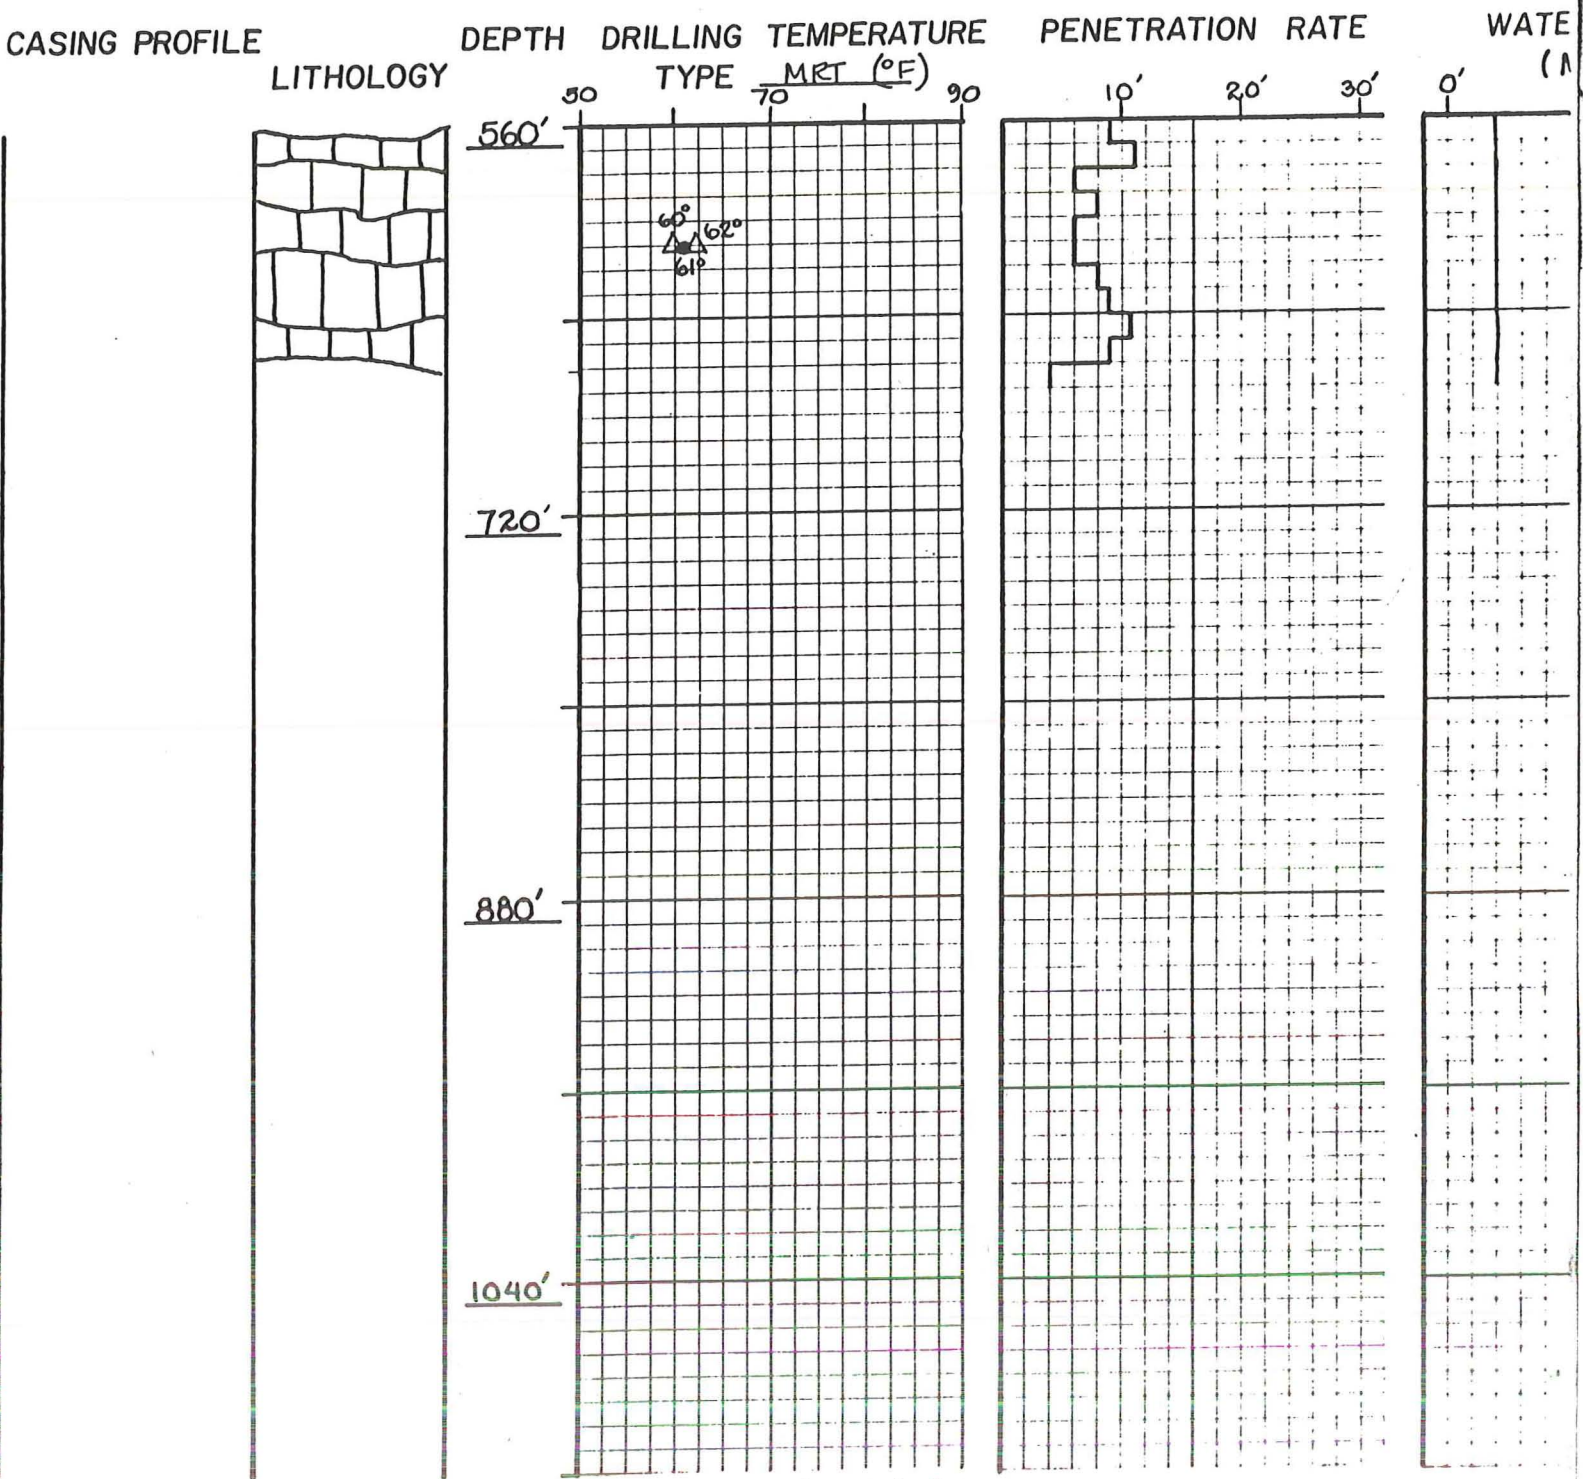 CASING PROFILE
LITHOLOGY
DEPTH
DRILLING TEMPERATURE
TYPE MRT (°F)
PENETRATION RATE
WATE
50 70 90
10' 20' 30'
0'
560'
60°
62°
61°
720'
880'
1040'